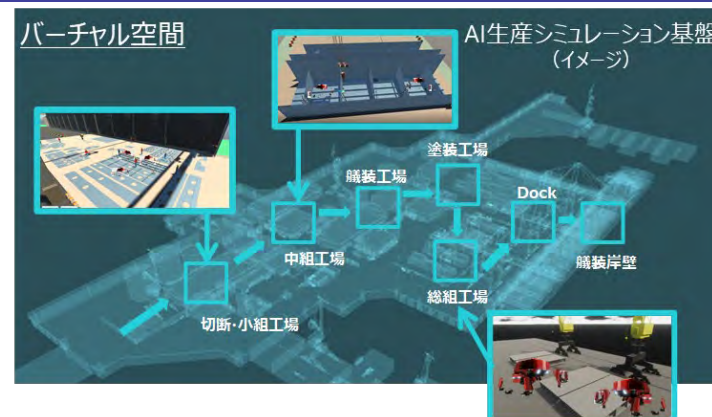 バーチャル空間
AI生産シミュレーション基盤
（イメージ）
塗装工場
艤装工場
Dock
中組工場
艤装岸壁
総組工場
切断・小組工場